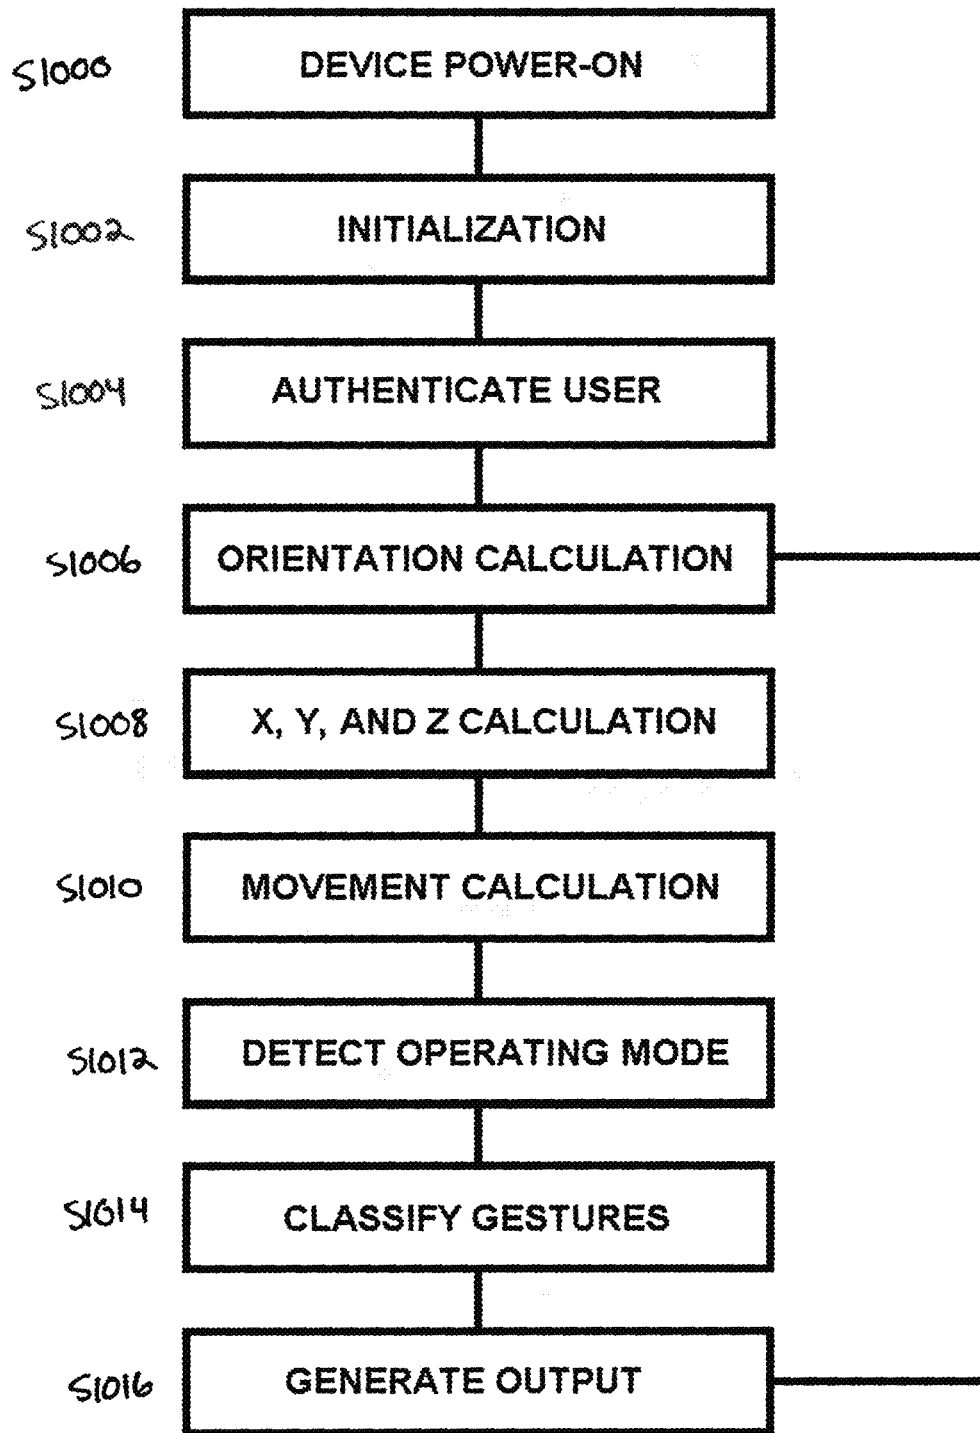 S1000 DEVICE POWER-ON
S1002 INITIALIZATION
S1004 AUTHENTICATE USER
S1006 ORIENTATION CALCULATION
S1008 X, Y, AND Z CALCULATION
S1010 MOVEMENT CALCULATION
S1012 DETECT OPERATING MODE
S1014 CLASSIFY GESTURES
S1016 GENERATE OUTPUT